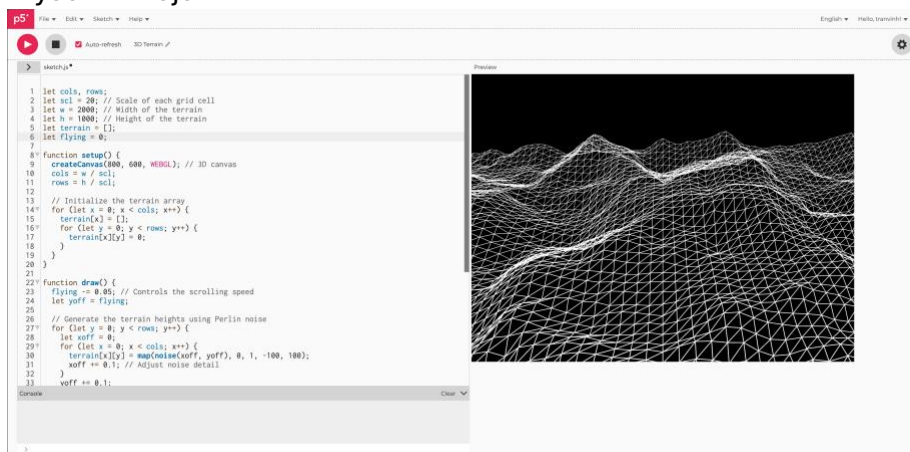 p5* File Edit Sketch Help English Hello, tranvinh!
Auto-refresh 3D Terrain
> sketch.js
Preview
1 let cols, rows;
2 let scl = 20; // Scale of each grid cell
3 let w = 2000; // Width of the terrain
4 let h = 1000; // Height of the terrain
5 let terrain = [];
6 let flying = 0;
7
8 function setup() {
9 createCanvas(800, 600, WEBGL); // 3D canvas
10 cols = w / scl;
11 rows = h / scl;
12
13 // Initialize the terrain array
14 for (let x = 0; x < cols; x++) {
15 terrain[x] = [];
16 for (let y = 0; y < rows; y++) {
17 terrain[x][y] = 0;
18 }
19 }
20 }
21
22 function draw() {
23 flying -= 0.05; // Controls the scrolling speed
24 let yoff = flying;
25
26 // Generate the terrain heights using Perlin noise
27 for (let y = 0; y < rows; y++) {
28 let xoff = 0;
29 for (let x = 0; x < cols; x++) {
30 terrain[x][y] = map(noise(xoff, yoff), 0, 1, -100, 100);
31 xoff += 0.1; // Adjust noise detail
32 }
33 yoff += 0.1;
Console Clear
>